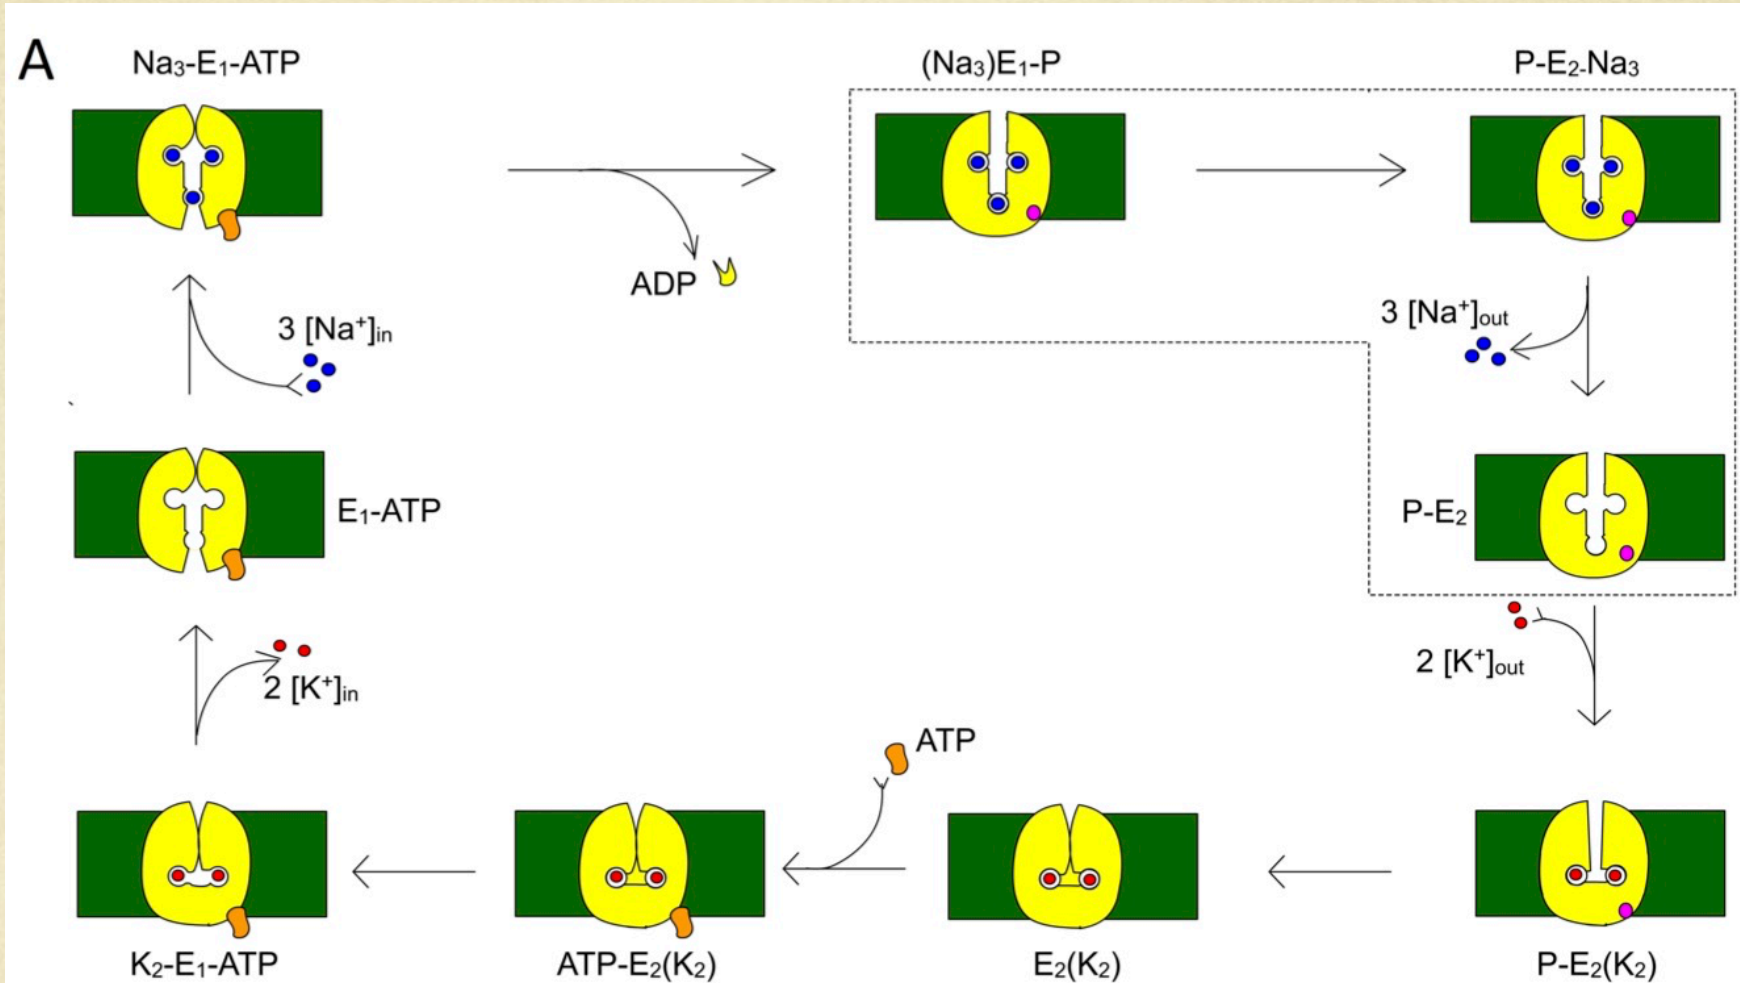 A
Na₃-E₁-ATP
(Na₃)E₁-P
P-E₂-Na₃
ADP
3 [Na⁺]out
3 [Na⁺]in
E₁-ATP
P-E₂
2 [K⁺]in
2 [K⁺]out
ATP
K₂-E₁-ATP
ATP-E₂(K₂)
E₂(K₂)
P-E₂(K₂)